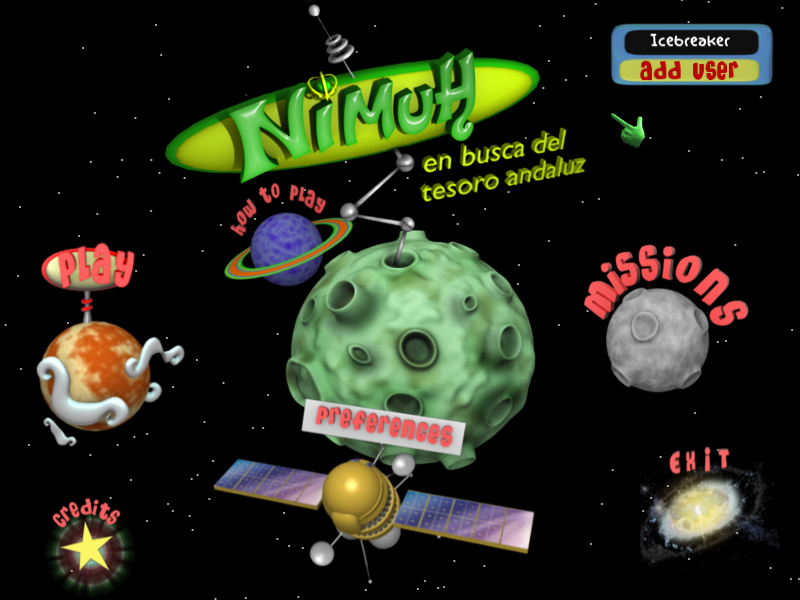 Icebreaker
add user
NiMuH
en busca del
tesoro andaluz
how to play
play
missions
preferences
exit
credits